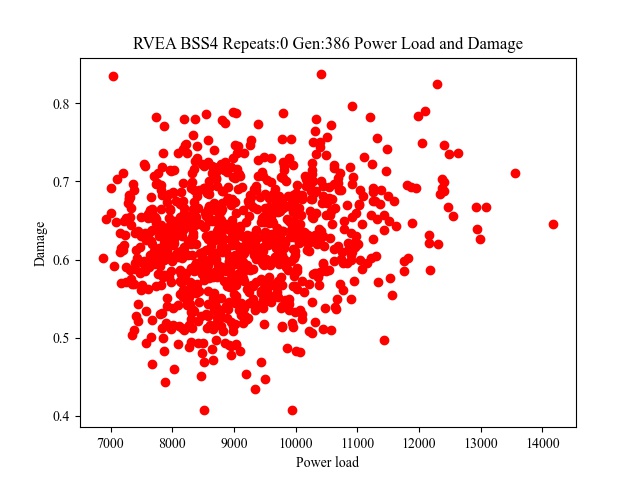 RVEA BSS4 Repeats:0 Gen:386 Power Load and Damage
0.8
0.7
0.6
0.5
0.4
Damage
7000 8000 9000 10000 11000 12000 13000 14000
Power load